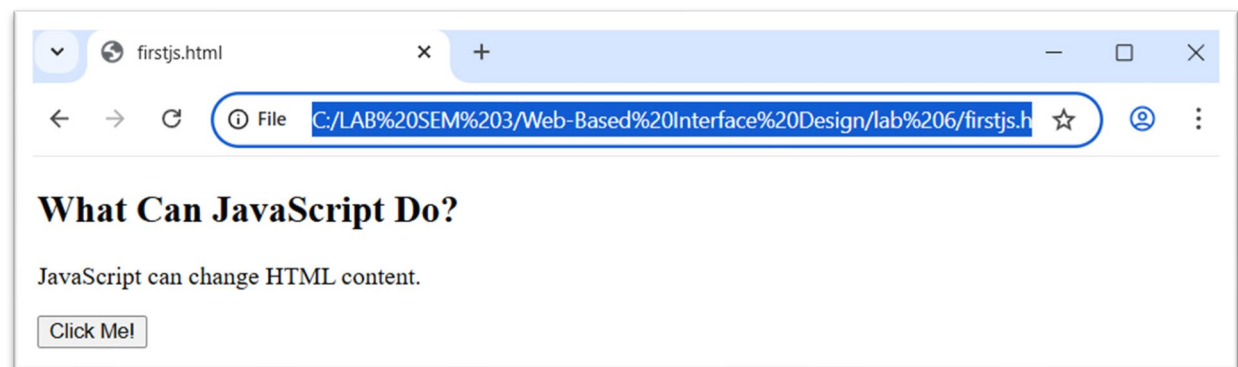 firstjs.html
File C:/LAB%20SEM%203/Web-Based%20Interface%20Design/lab%206/firstjs.h
What Can JavaScript Do?
JavaScript can change HTML content.
Click Me!